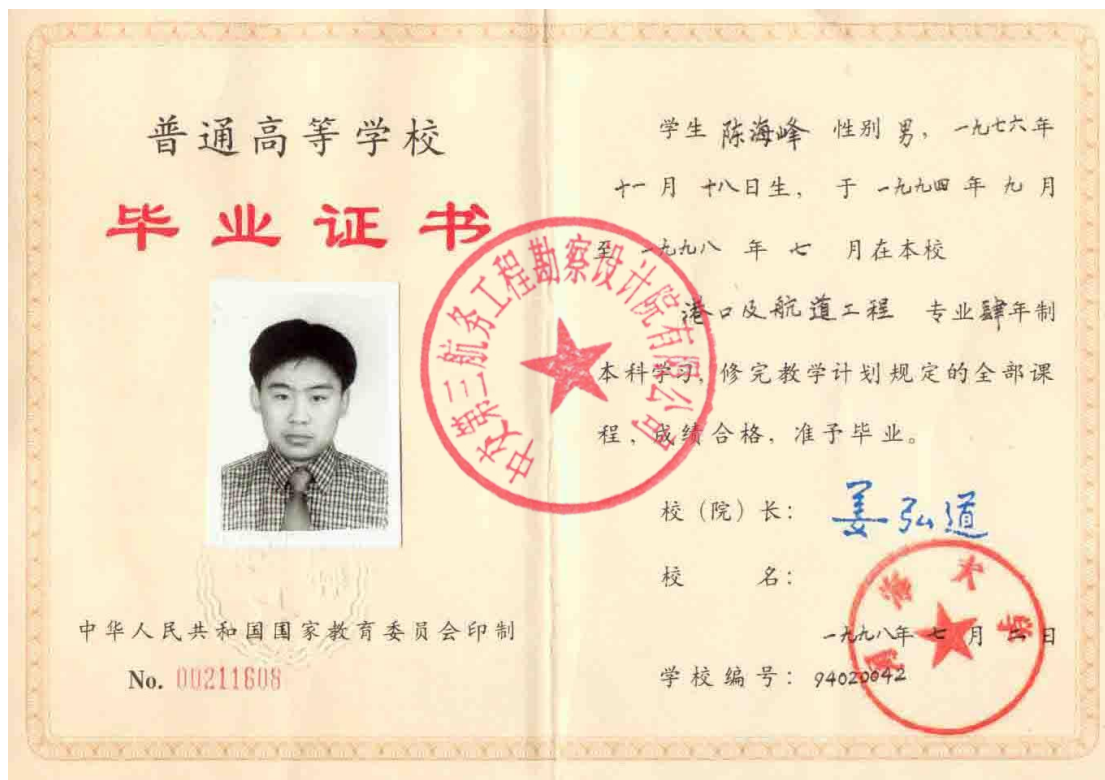 普通高等学校
毕业证书
中华人民共和国国家教育委员会印制
No. 00211608
学生 陈海峰 性别 男，一九七六年
十一月 十八日生，于 一九九四 年 九 月
至 一九九八 年 七 月在本校
港口及航道工程 专业肆年制
本科学习，修完教学计划规定的全部课
程，成绩合格，准予毕业。
校（院）长：姜弘道
校 名：
河海大学
一九九八年 七 月 日
学校编号：94020042
中交第三航务工程勘察设计院有限公司